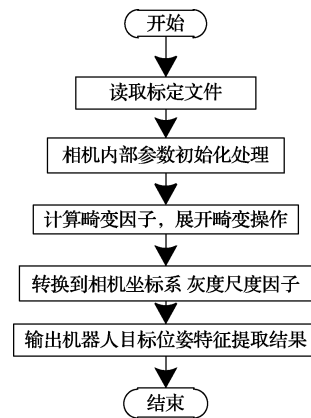 开始
读取标定文件
相机内部参数初始化处理
计算畸变因子，展开畸变操作
转换到相机坐标系 灰度尺度因子
输出机器人目标位姿特征提取结果
结束